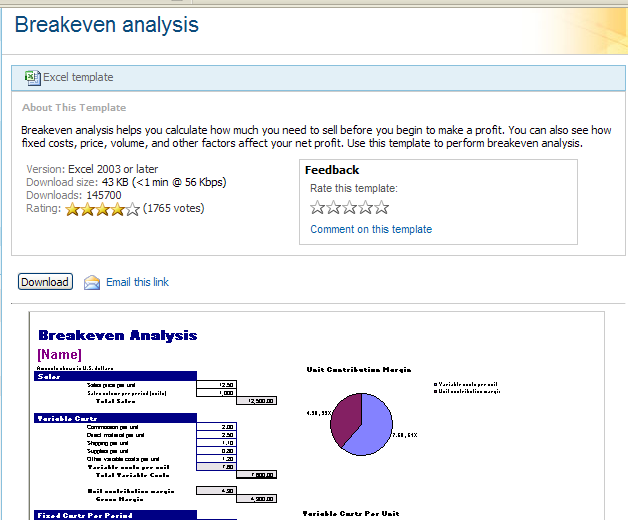 Breakeven analysis
Excel template
About This Template
Breakeven analysis helps you calculate how much you need to sell before you begin to make a profit. You can also see how
fixed costs, price, volume, and other factors affect your net profit. Use this template to perform breakeven analysis.
Version: Excel 2003 or later
Download size: 43 KB (<1 min @ 56 Kbps)
Downloads: 145700
Rating: (1765 votes)
Feedback
Rate this template:
Comment on this template
Download
Email this link
Breakeven Analysis
[Name]
Amounts shown in U.S. dollars
Sales
Sales price per unit 12.50
Sales volume per period (units) 1,000
Total Sales 12,500.00
Variable Costs
Commission per unit 2.00
Direct material per unit 2.50
Shipping per unit 1.10
Supplies per unit 0.80
Other variable costs per unit 1.20
Variable costs per unit 7.60
Total Variable Costs 7,600.00
Unit contribution margin 4.90
Gross Margin 4,900.00
Fixed Costs Per Period
Unit Contribution Margin
Variable costs per unit
Unit contribution margin
4.90, 39%
7.60, 61%
Variable Costs Per Unit